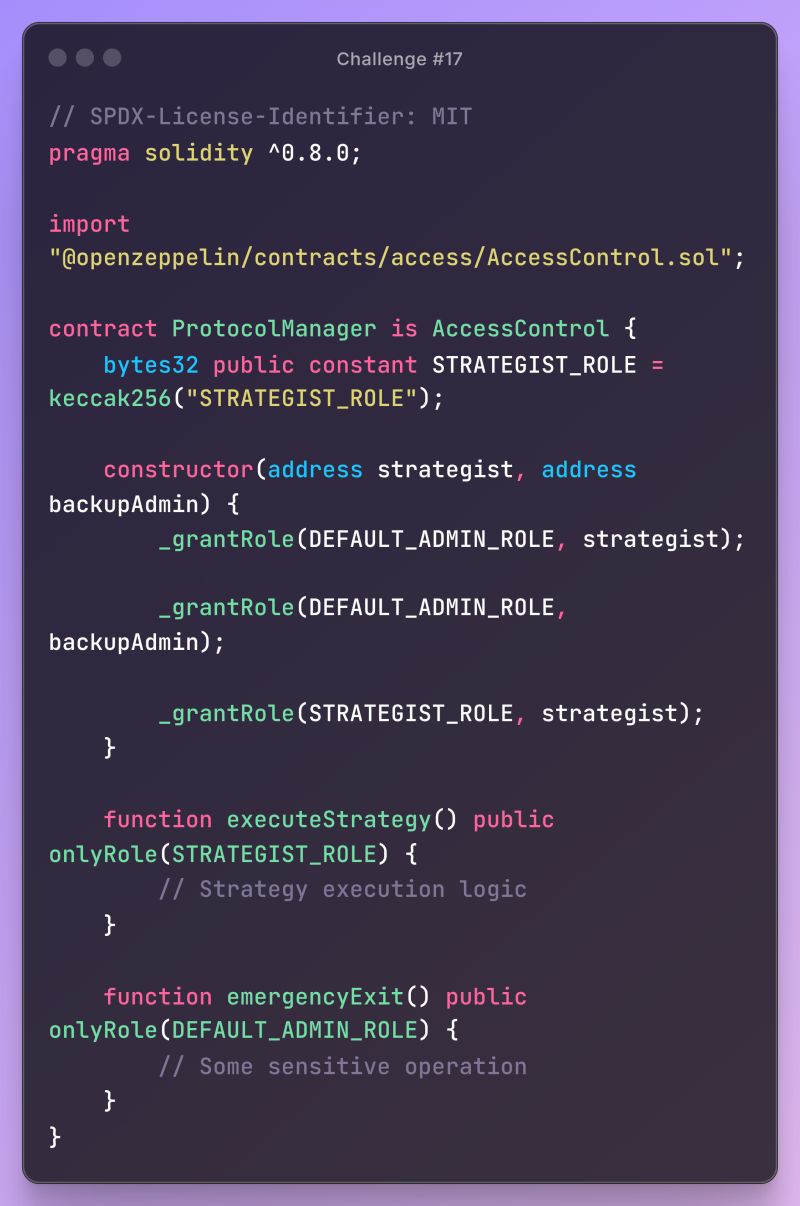 Challenge #17
// SPDX-License-Identifier: MIT
pragma solidity ^0.8.0;
import
"@openzeppelin/contracts/access/AccessControl.sol";
contract ProtocolManager is AccessControl {
    bytes32 public constant STRATEGIST_ROLE =
keccak256("STRATEGIST_ROLE");
    constructor(address strategist, address
backupAdmin) {
        _grantRole(DEFAULT_ADMIN_ROLE, strategist);
        _grantRole(DEFAULT_ADMIN_ROLE,
backupAdmin);
        _grantRole(STRATEGIST_ROLE, strategist);
    }
    function executeStrategy() public
onlyRole(STRATEGIST_ROLE) {
        // Strategy execution logic
    }
    function emergencyExit() public
onlyRole(DEFAULT_ADMIN_ROLE) {
        // Some sensitive operation
    }
}